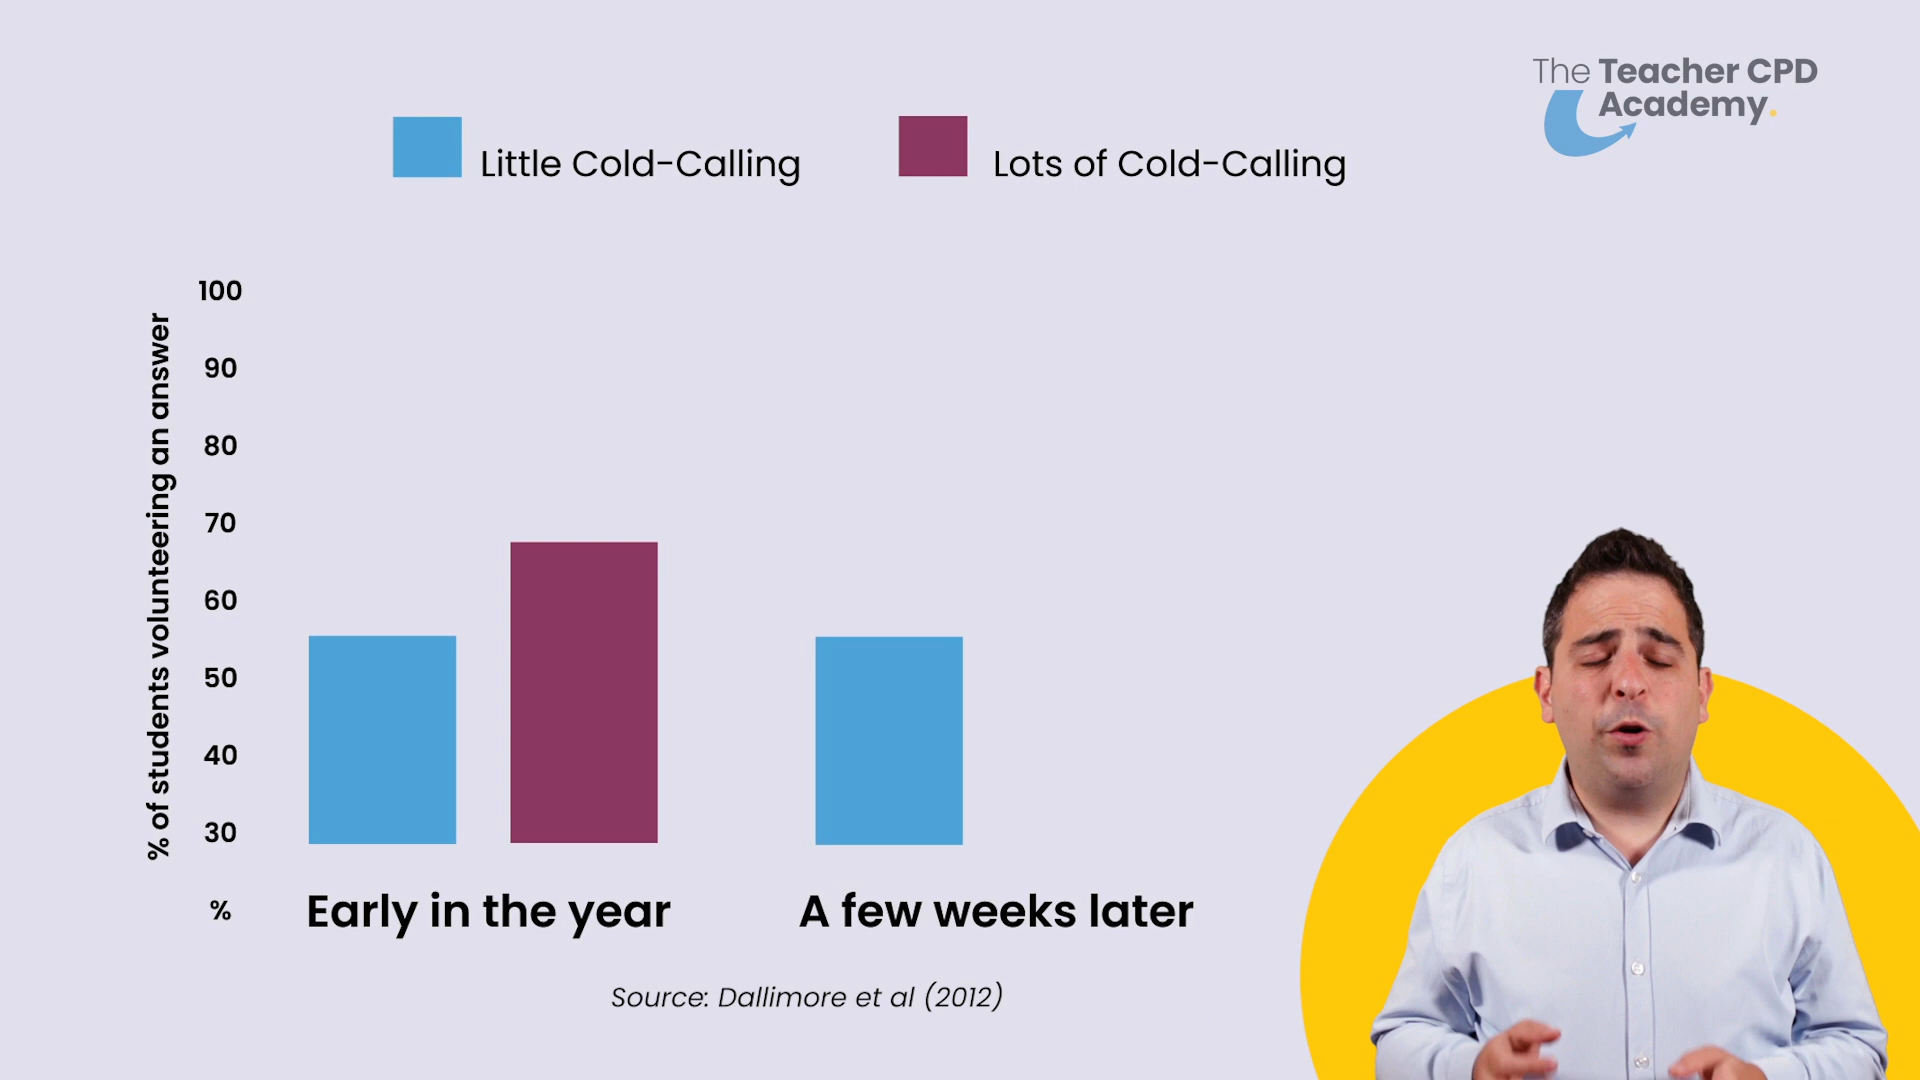 The Teacher CPD
Academy.
Little Cold-Calling
Lots of Cold-Calling
% of students volunteering an answer
100
90
80
70
60
50
40
30
%
Early in the year
A few weeks later
Source: Dallimore et al (2012)